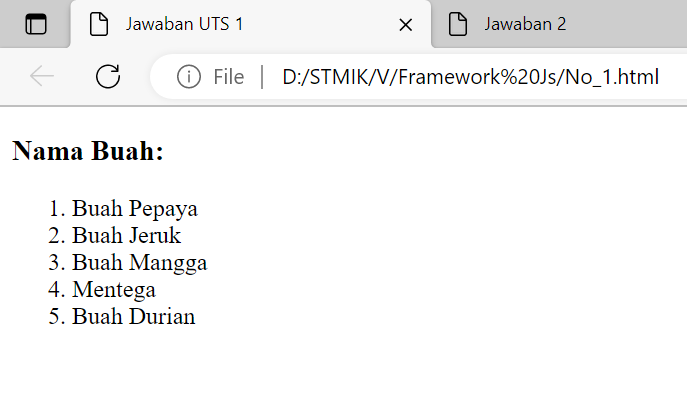 Jawaban UTS 1
Jawaban 2
File | D:/STMIK/V/Framework%20Js/No_1.html
Nama Buah:
1. Buah Pepaya
2. Buah Jeruk
3. Buah Mangga
4. Mentega
5. Buah Durian